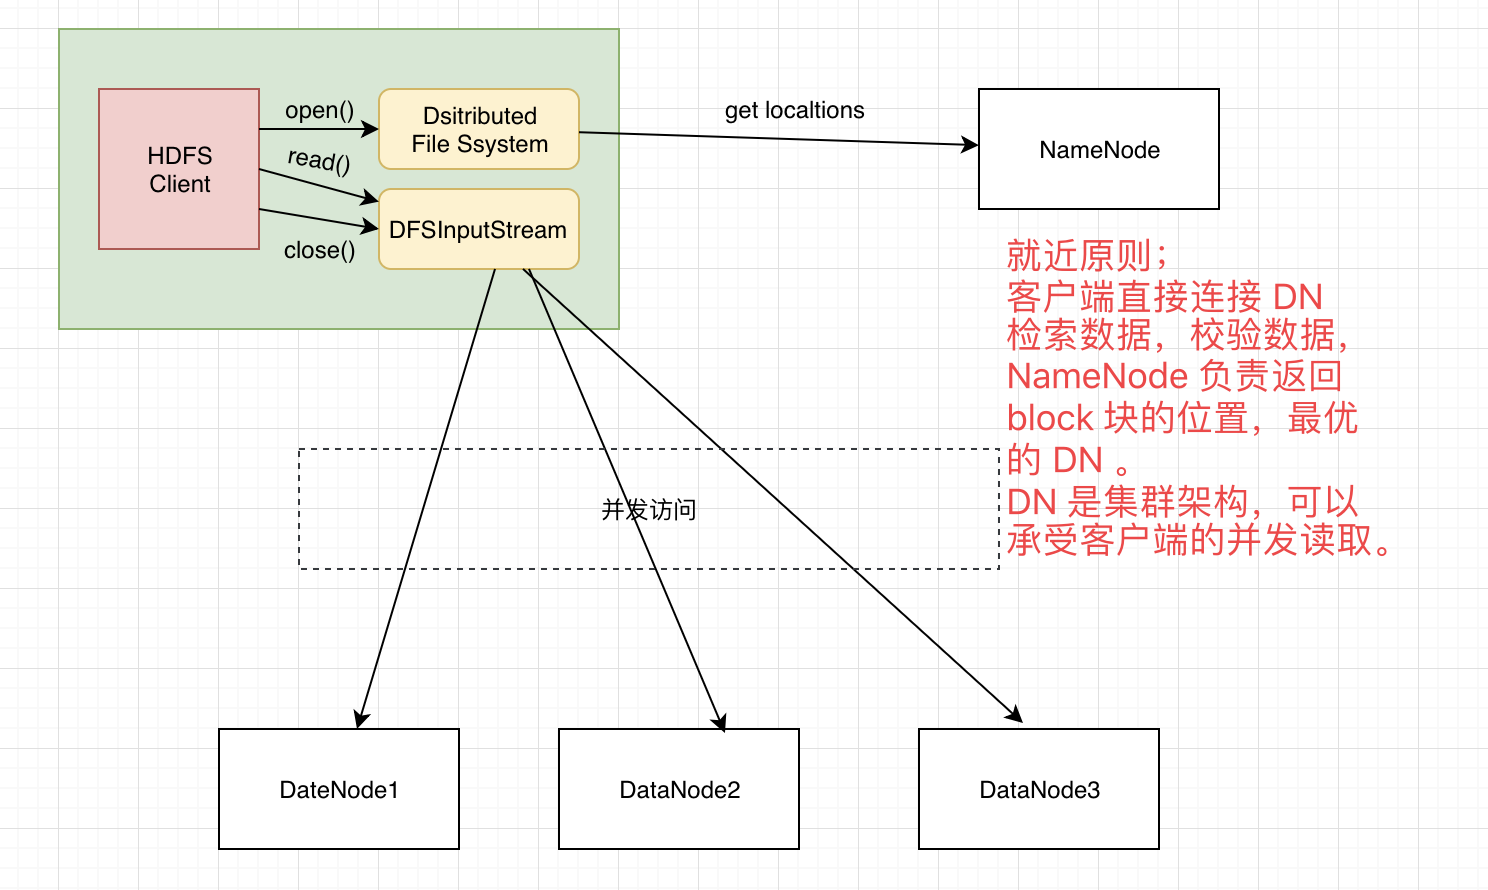 open()
Dsitributed
File Ssystem
get localtions
NameNode
HDFS
Client
read()
DFSInputStream
close()
就近原则；
客户端直接连接 DN
检索数据，校验数据，
NameNode 负责返回
block 块的位置，最优
的 DN 。
DN 是集群架构，可以
承受客户端的并发读取。
并发访问
DateNode1
DataNode2
DataNode3